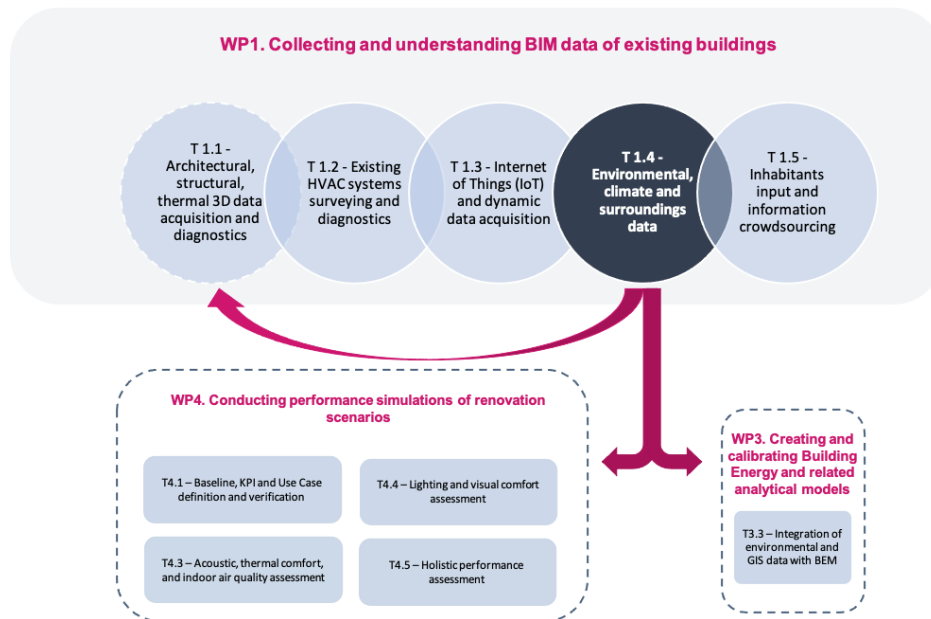 WP1. Collecting and understanding BIM data of existing buildings
T 1.1 -
Architectural,
structural,
thermal 3D data
acquisition and
diagnostics
T 1.2 - Existing
HVAC systems
surveying and
diagnostics
T 1.3 - Internet
of Things (IoT)
and dynamic
data acquisition
T 1.4 -
Environmental,
climate and
surroundings
data
T 1.5 -
Inhabitants
input and
information
crowdsourcing
WP4. Conducting performance simulations of renovation
scenarios
T4.1 – Baseline, KPI and Use Case
definition and verification
T4.4 – Lighting and visual comfort
assessment
T4.3 – Acoustic, thermal comfort,
and indoor air quality assessment
T4.5 – Holistic performance
assessment
WP3. Creating and
calibrating Building
Energy and related
analytical models
T3.3 – Integration of
environmental and
GIS data with BEM